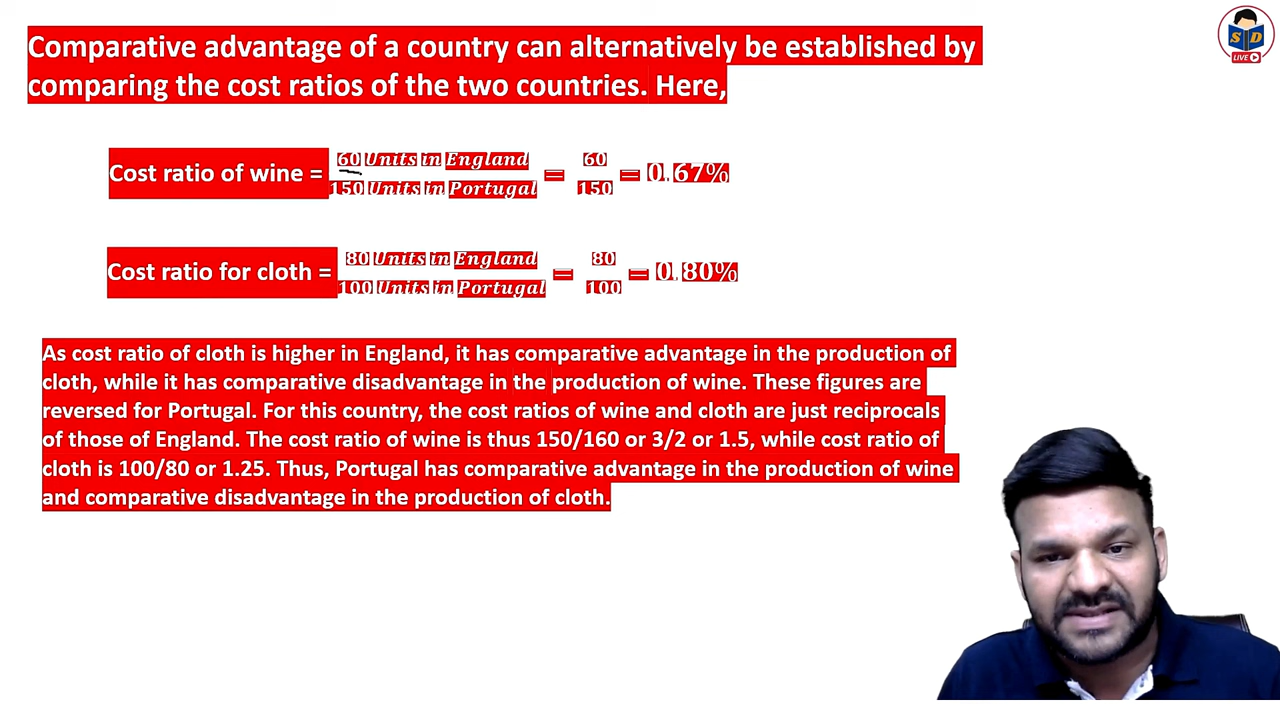 Comparative advantage of a country can alternatively be established by
comparing the cost ratios of the two countries. Here,
Cost ratio of wine = 60 Units in England / 150 Units in Portugal = 60 / 150 = 0.67%
Cost ratio for cloth = 80 Units in England / 100 Units in Portugal = 80 / 100 = 0.80%
As cost ratio of cloth is higher in England, it has comparative advantage in the production of
cloth, while it has comparative disadvantage in the production of wine. These figures are
reversed for Portugal. For this country, the cost ratios of wine and cloth are just reciprocals
of those of England. The cost ratio of wine is thus 150/160 or 3/2 or 1.5, while cost ratio of
cloth is 100/80 or 1.25. Thus, Portugal has comparative advantage in the production of wine
and comparative disadvantage in the production of cloth.
S D
LIVE